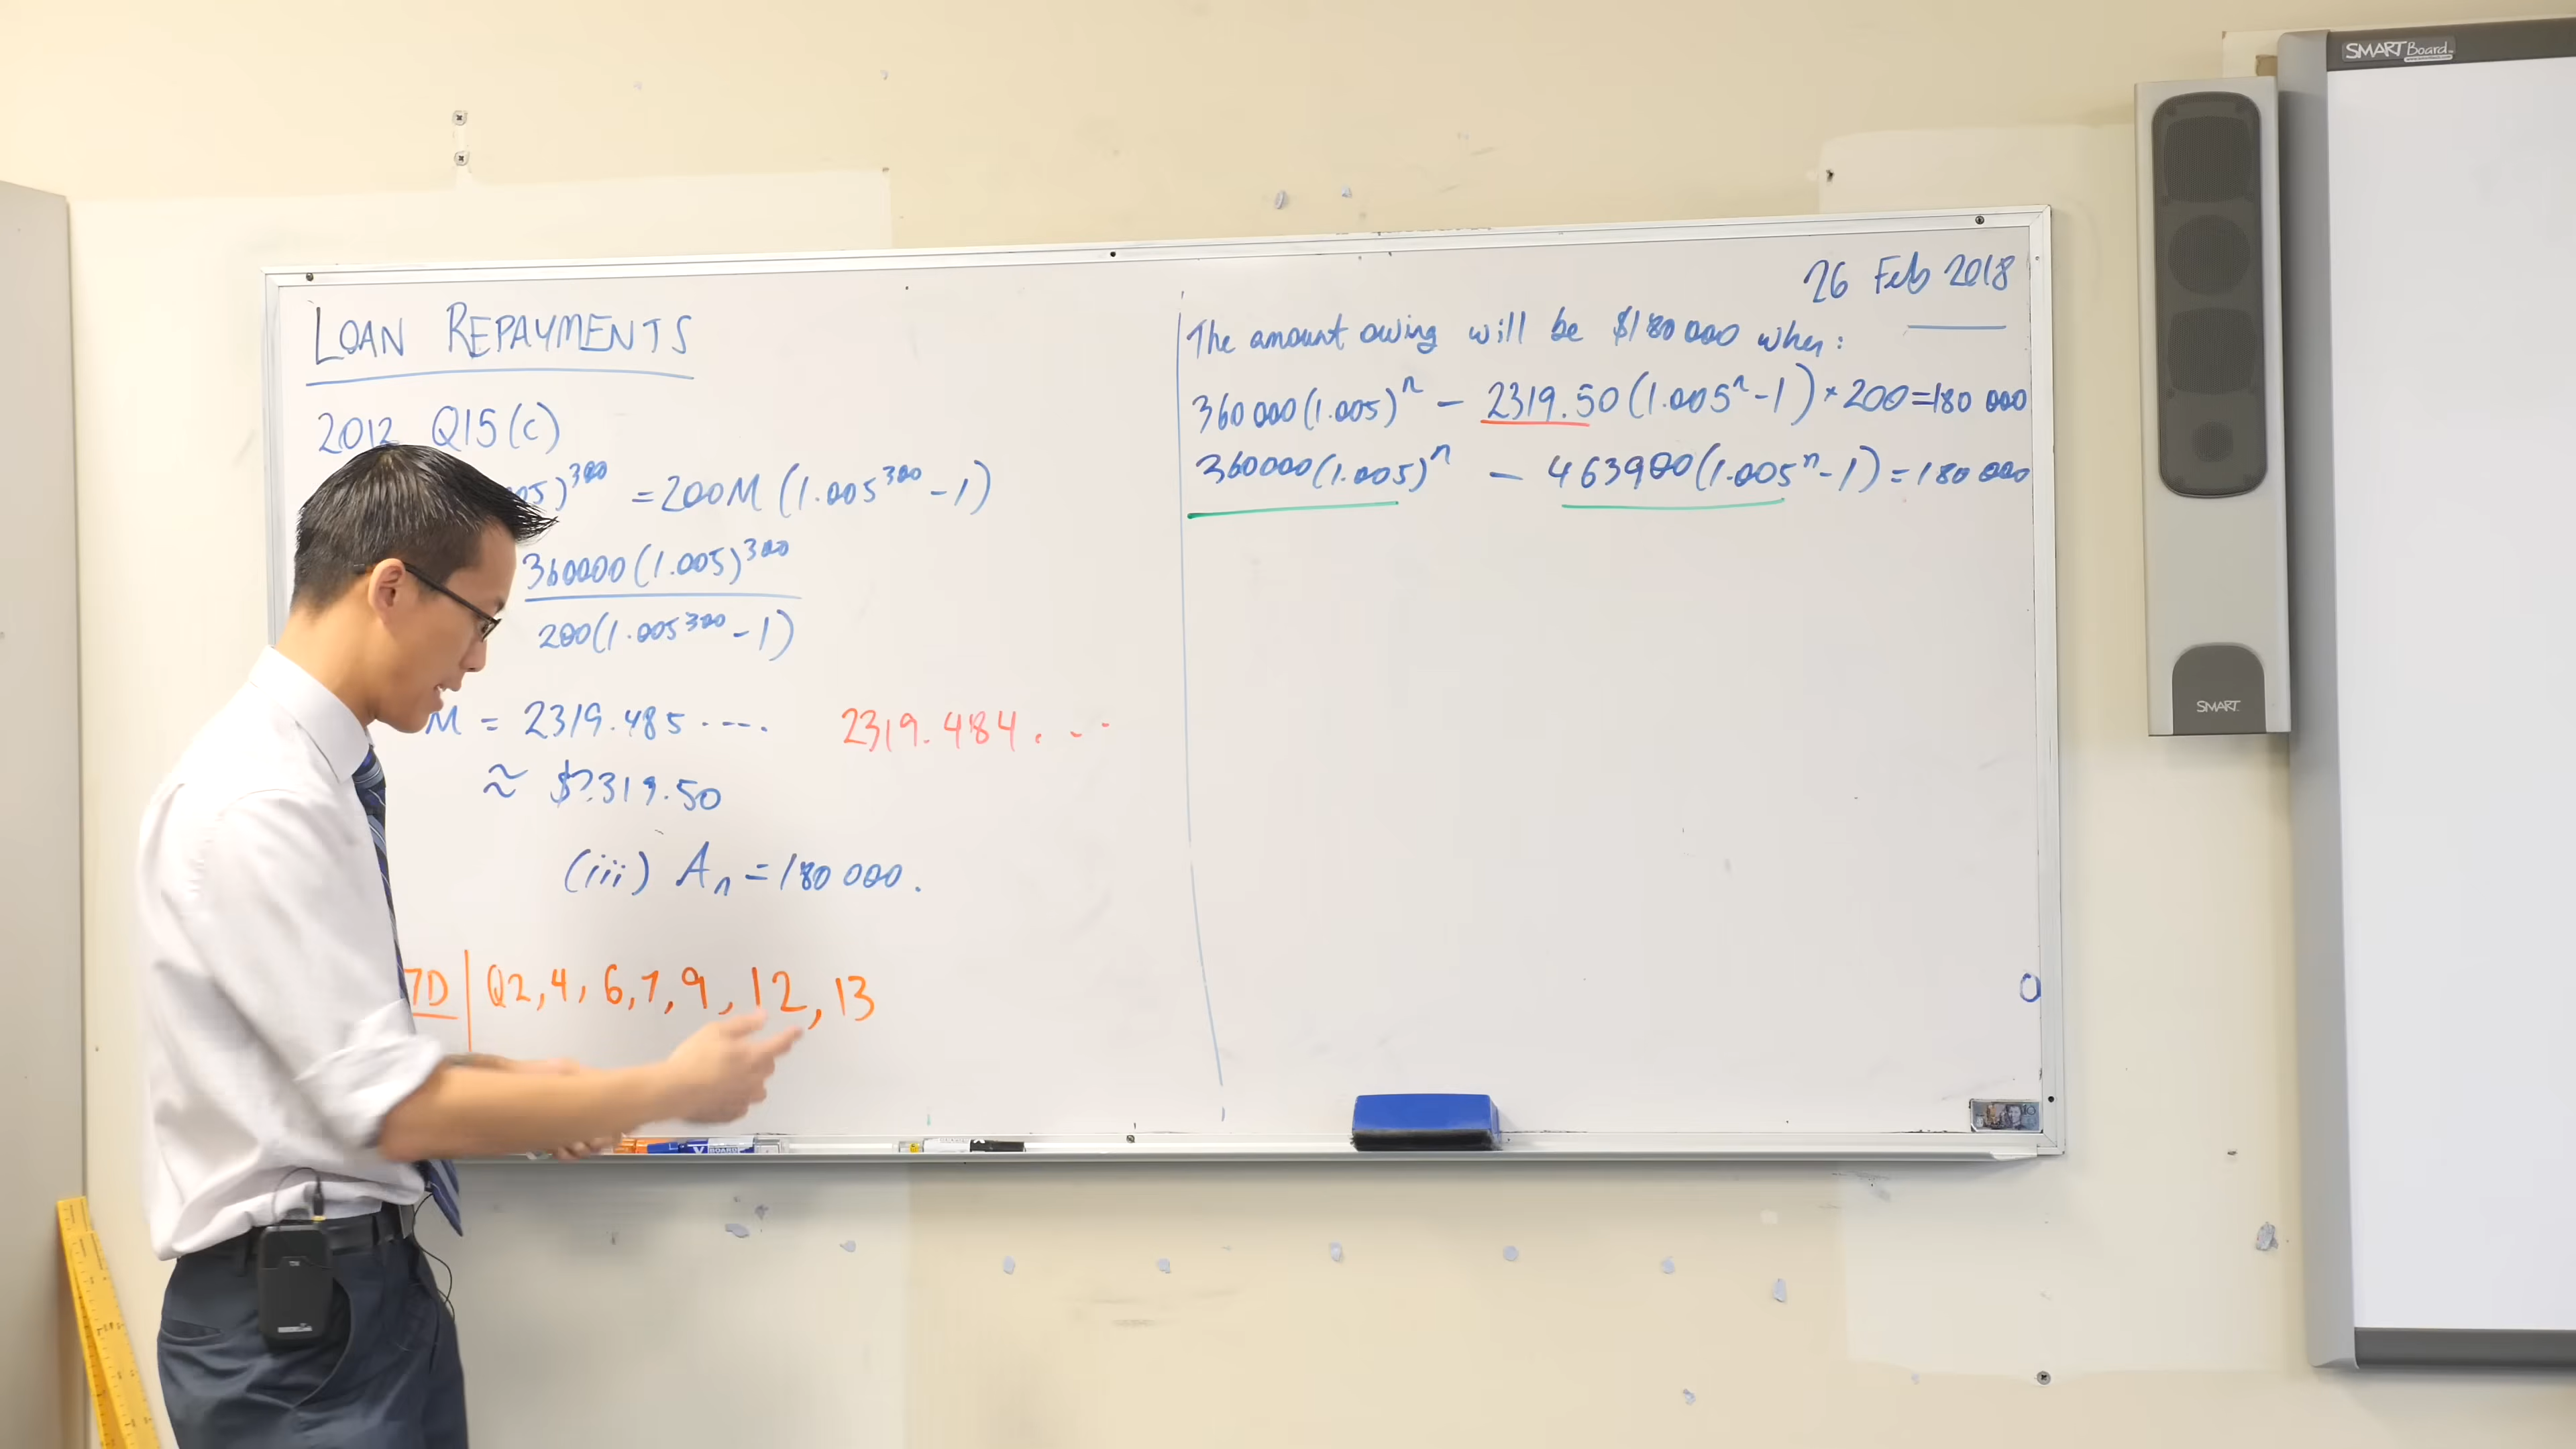 LOAN REPAYMENTS
2012 Q15(c)
05)^300 = 200M (1.005^300 - 1)
360000(1.005)^300
200(1.005^300 - 1)
M = 2319.485.... 2319.484...
≈ $2319.50
(iii) A_n = 180 000.
7D | Q2, 4, 6, 7, 9, 12, 13
26 Feb 2018
The amount owing will be $180 000 when:
360 000(1.005)^n - 2319.50(1.005^n - 1) × 200 = 180 000
360000(1.005)^n - 463900(1.005^n - 1) = 180 000
SMART Board
SMART